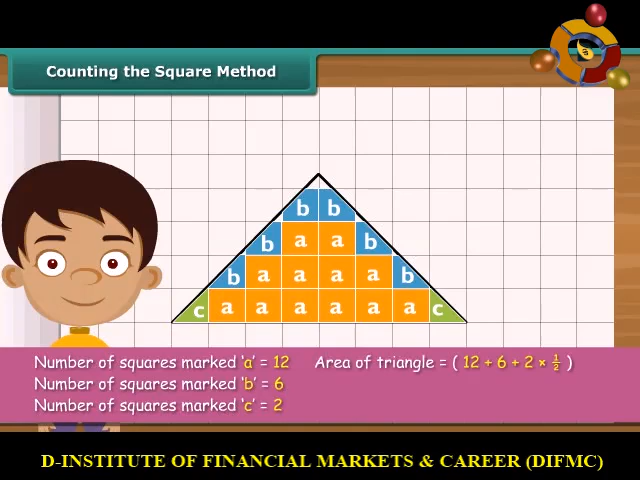 Counting the Square Method
b b
b a a b
b a a a a b
c a a a a a a c
Number of squares marked ‘a’ = 12
Area of triangle = ( 12 + 6 + 2 × ½ )
Number of squares marked ‘b’ = 6
Number of squares marked ‘c’ = 2
D-INSTITUTE OF FINANCIAL MARKETS & CAREER (DIFMC)